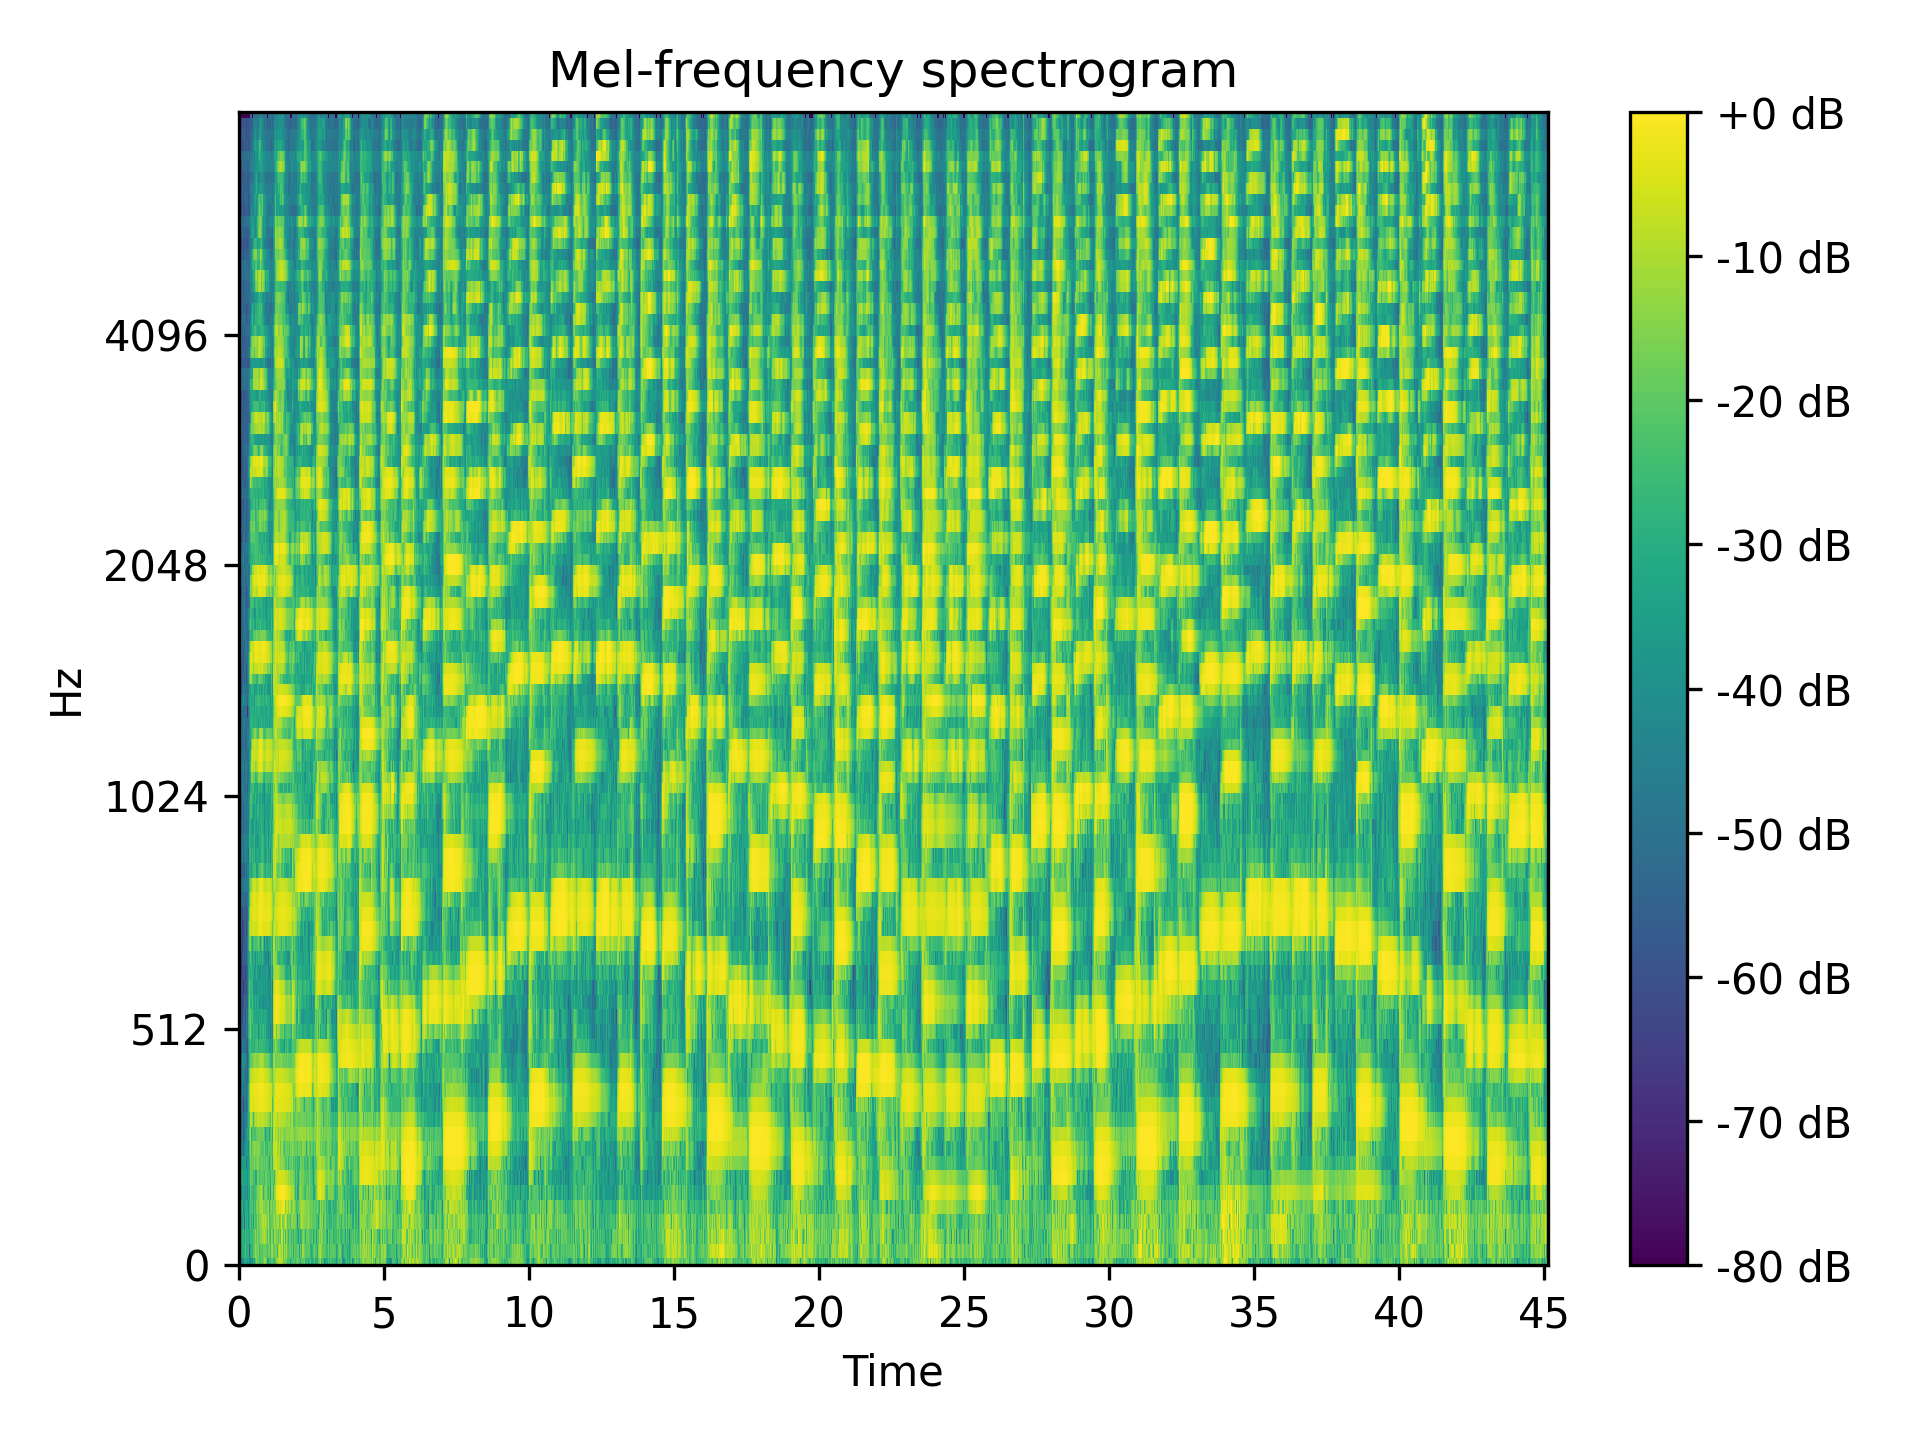 Mel-frequency spectrogram
Hz
4096
2048
1024
512
0
0 5 10 15 20 25 30 35 40 45
Time
+0 dB
-10 dB
-20 dB
-30 dB
-40 dB
-50 dB
-60 dB
-70 dB
-80 dB